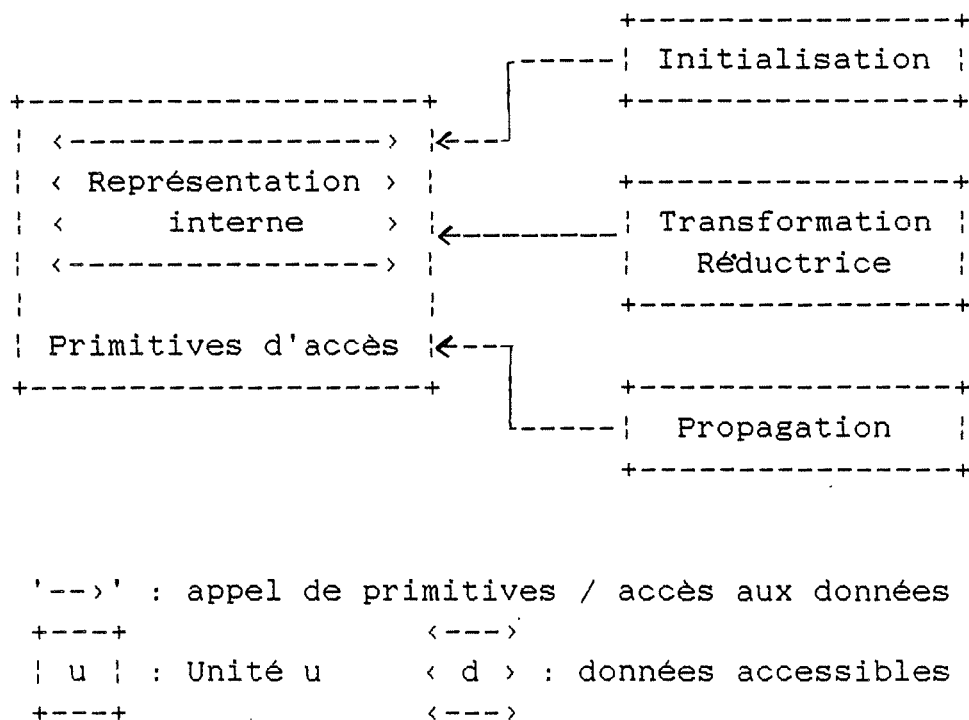 Initialisation
Représentation
interne
Transformation
Réductrice
Primitives d'accès
Propagation
'-->' : appel de primitives / accès aux données
u : Unité u < d > : données accessibles